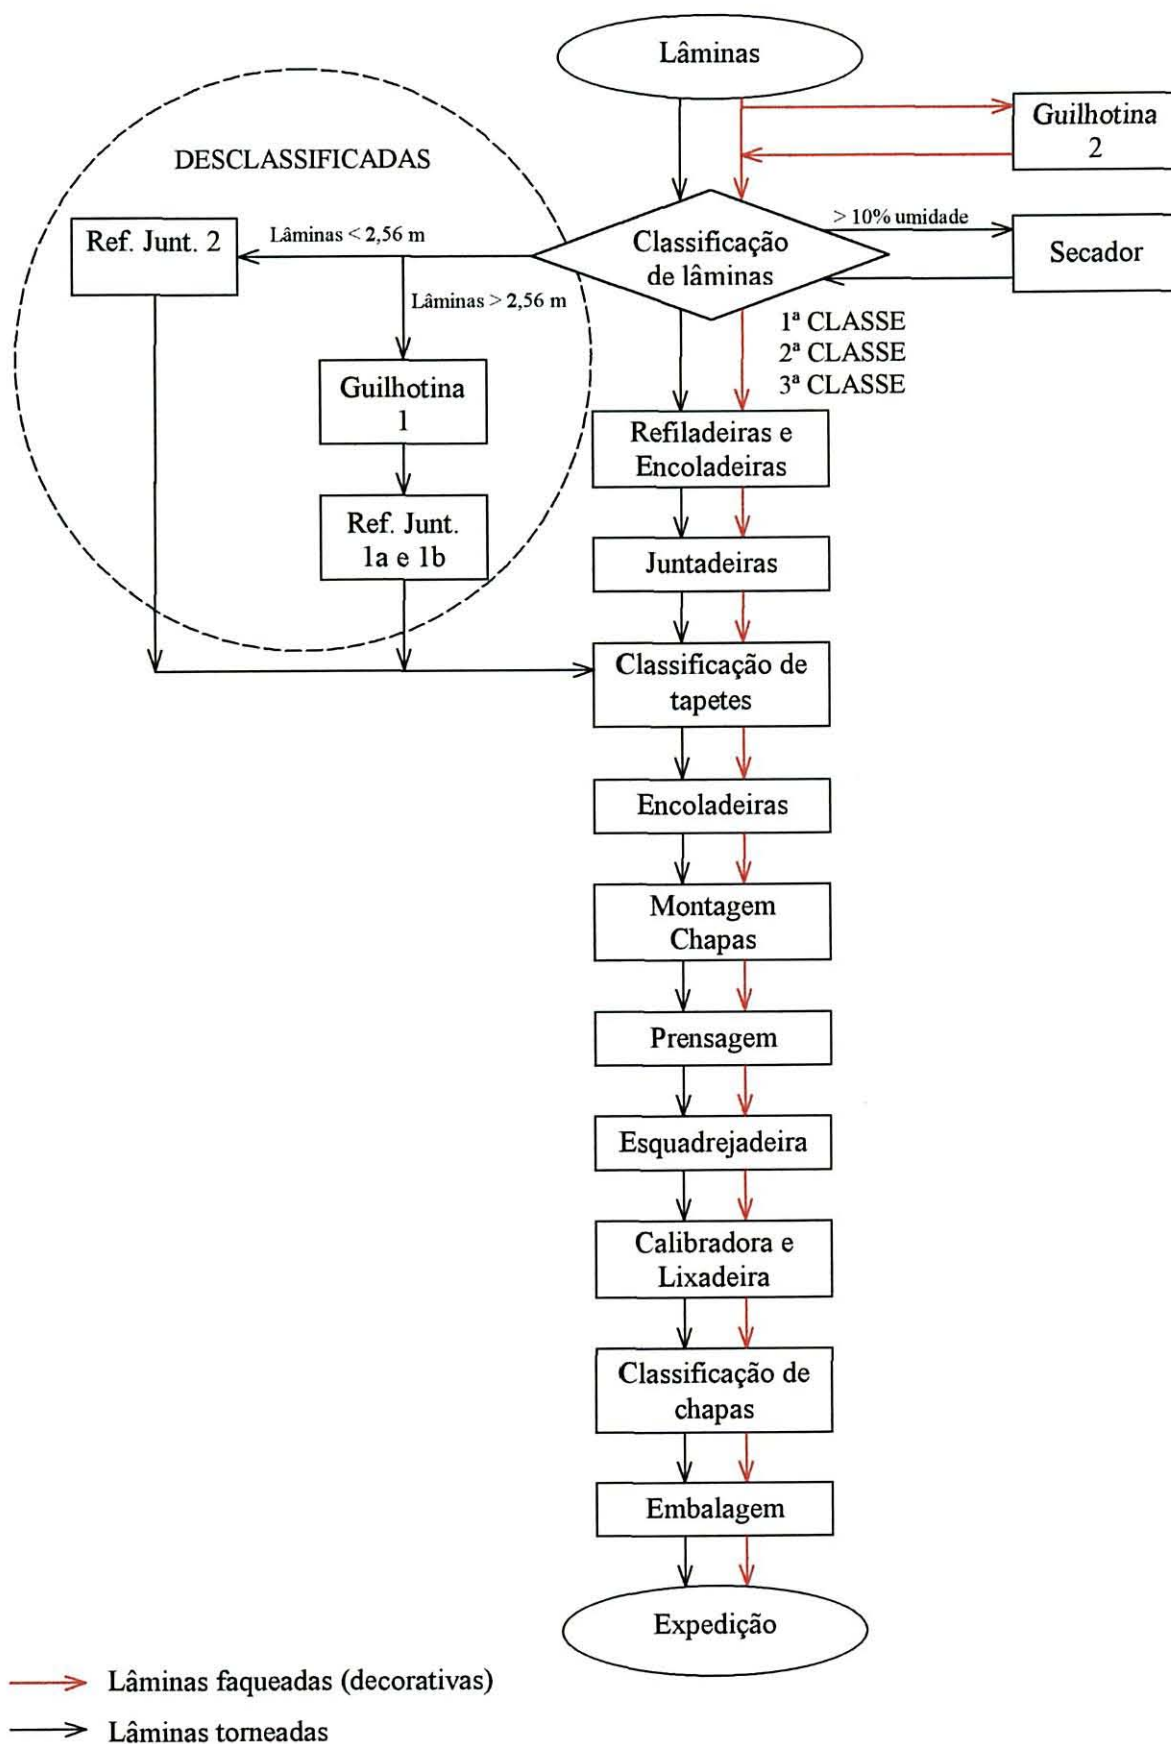 Lâminas
Guilhotina
2
DESCLASSIFICADAS
Ref. Junt. 2
Lâminas < 2,56 m
Classificação
de lâminas
> 10% umidade
Secador
Lâminas > 2,56 m
1ª CLASSE
2ª CLASSE
3ª CLASSE
Guilhotina
1
Refiladeiras e
Encoladeiras
Ref. Junt.
1a e 1b
Juntadeiras
Classificação de
tapetes
Encoladeiras
Montagem
Chapas
Prensagem
Esquadrejadeira
Calibradora e
Lixadeira
Classificação de
chapas
Embalagem
Expedição
Lâminas faqueadas (decorativas)
Lâminas torneadas